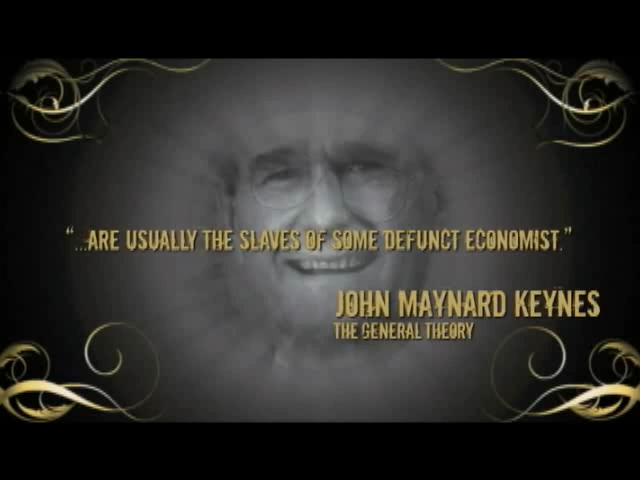 “...ARE USUALLY THE SLAVES OF SOME DEFUNCT ECONOMIST.”
JOHN MAYNARD KEYNES
THE GENERAL THEORY